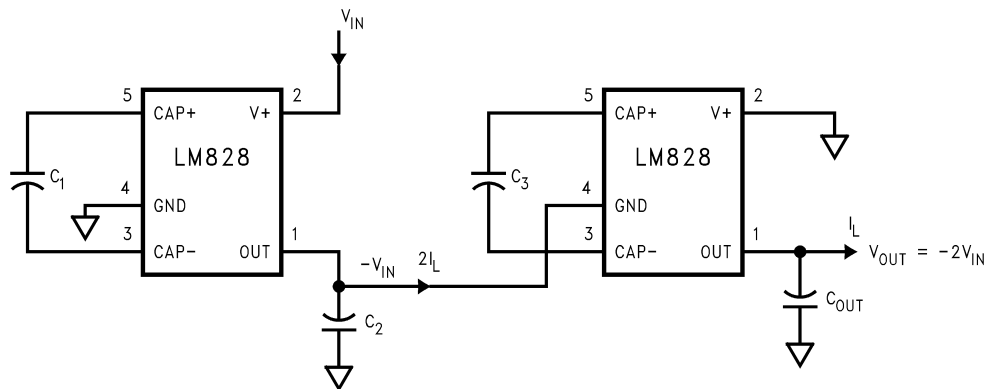 V_IN
5 CAP+ V+ 2
LM828
C_1
4 GND
3 CAP- OUT 1
-V_IN 2I_L
C_2
5 CAP+ V+ 2
LM828
C_3
4 GND
3 CAP- OUT 1
I_L
V_OUT = -2V_IN
C_OUT